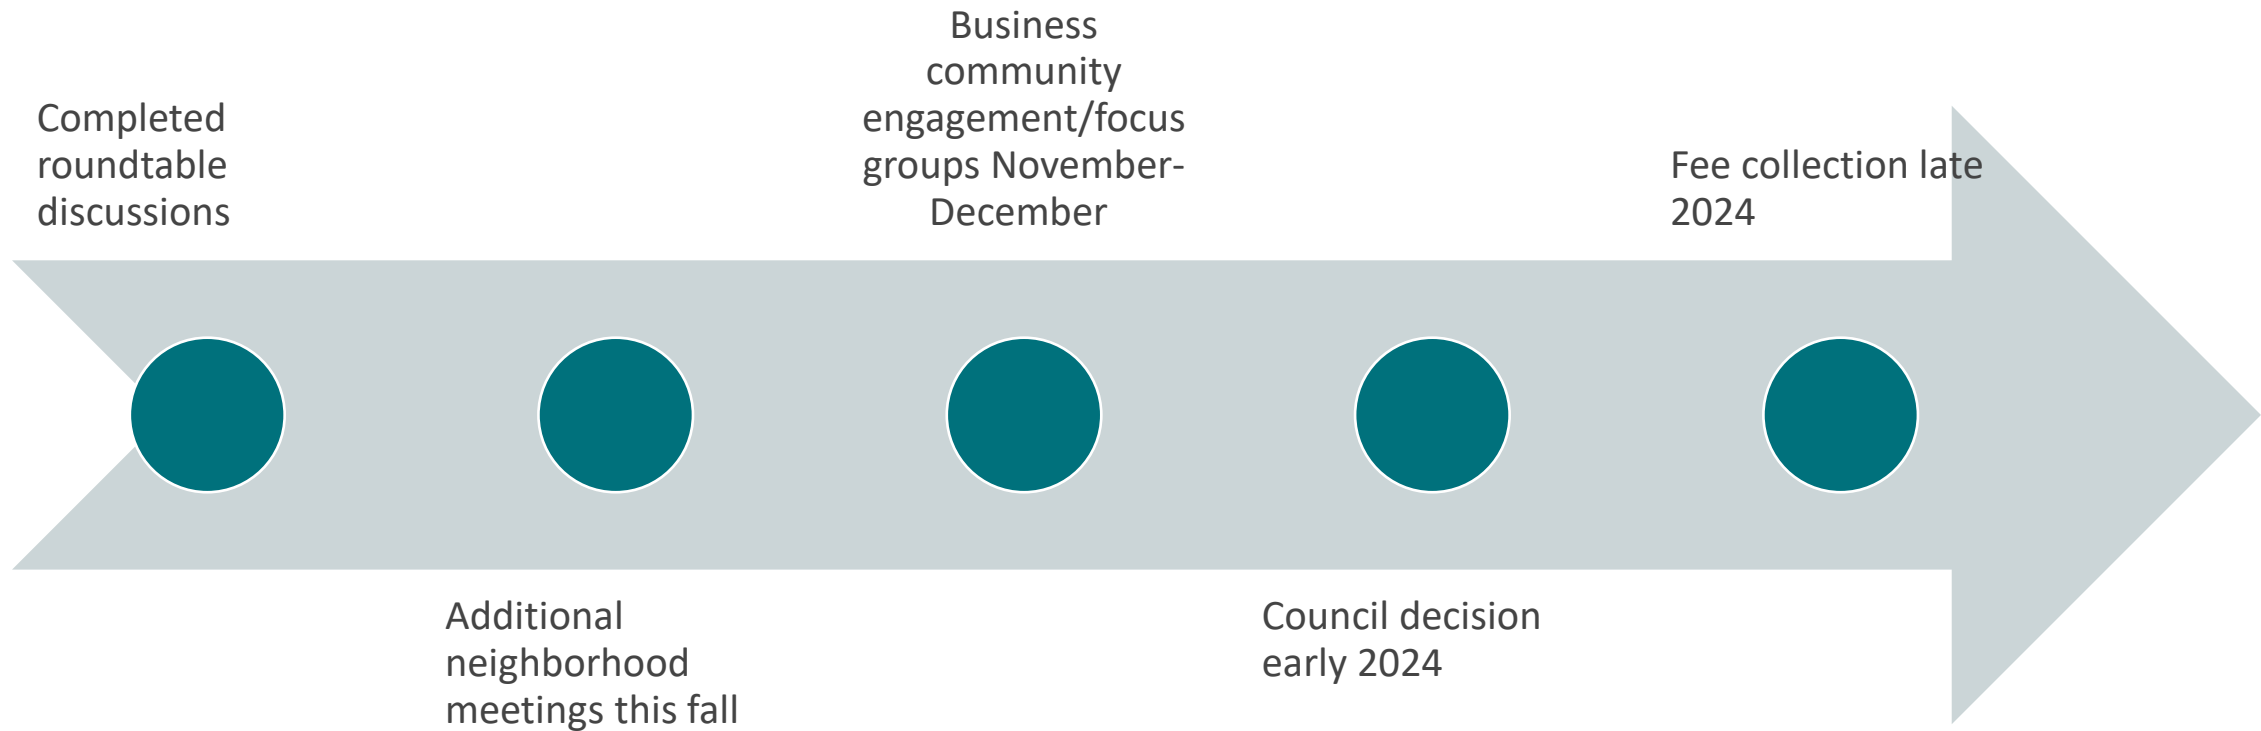 Completed
roundtable
discussions
Additional
neighborhood
meetings this fall
Business
community
engagement/focus
groups November-
December
Council decision
early 2024
Fee collection late
2024